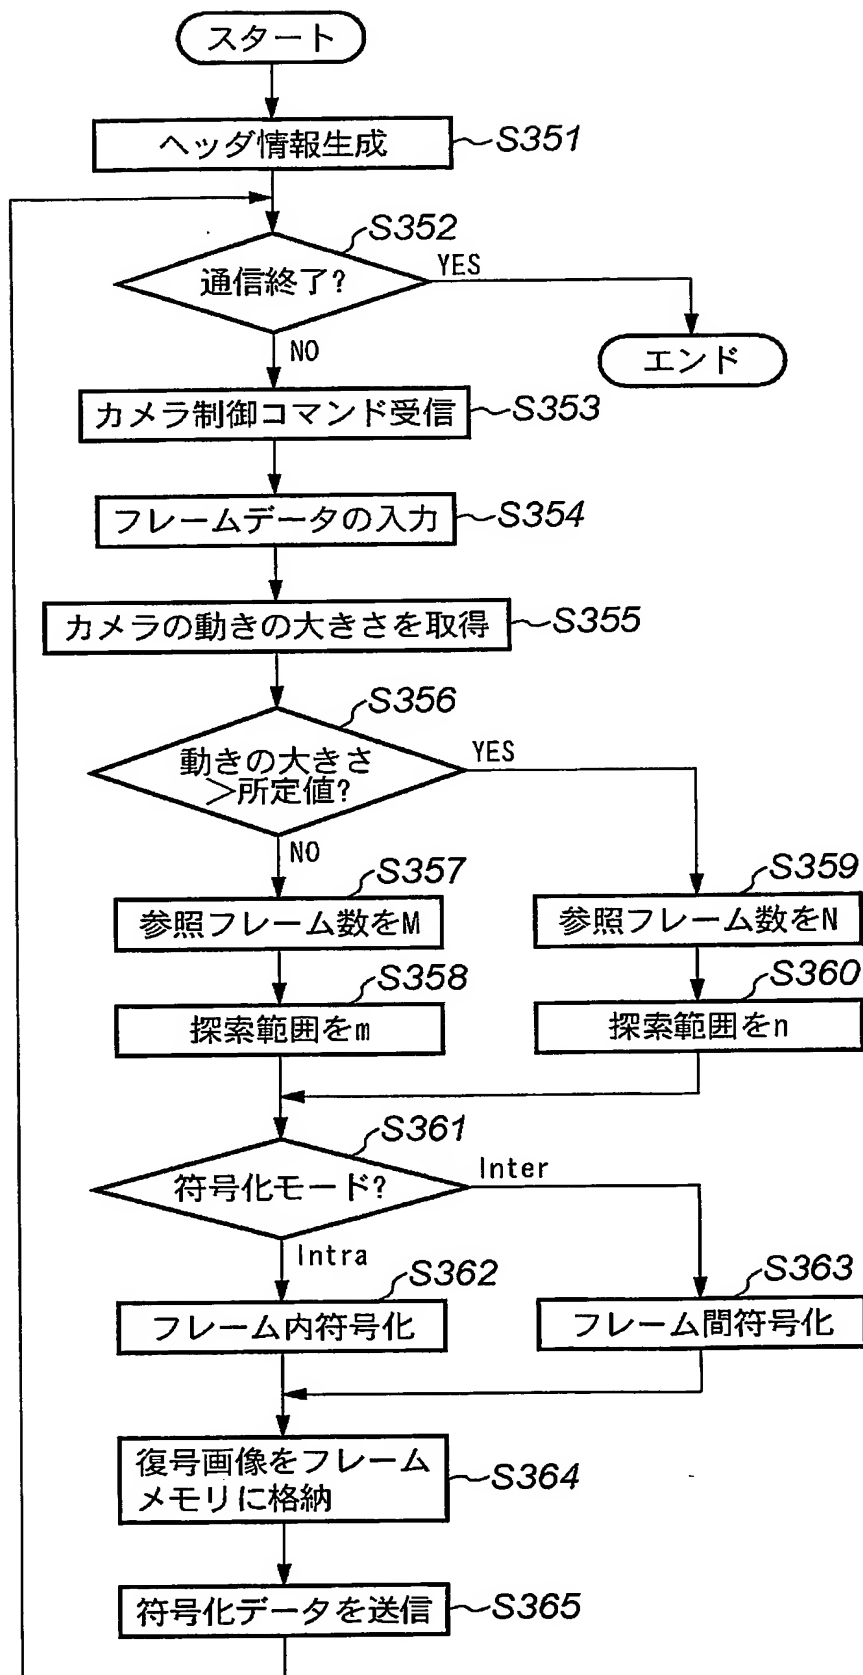 スタート
ヘッダ情報生成
S351
S352
通信終了?
YES
エンド
NO
カメラ制御コマンド受信
S353
フレームデータの入力
S354
カメラの動きの大きさを取得
S355
S356
動きの大きさ
>所定値?
YES
NO
S357
参照フレーム数をM
S359
参照フレーム数をN
S358
探索範囲をm
S360
探索範囲をn
S361
符号化モード?
Inter
Intra
S362
フレーム内符号化
S363
フレーム間符号化
復号画像をフレーム
メモリに格納
S364
符号化データを送信
S365